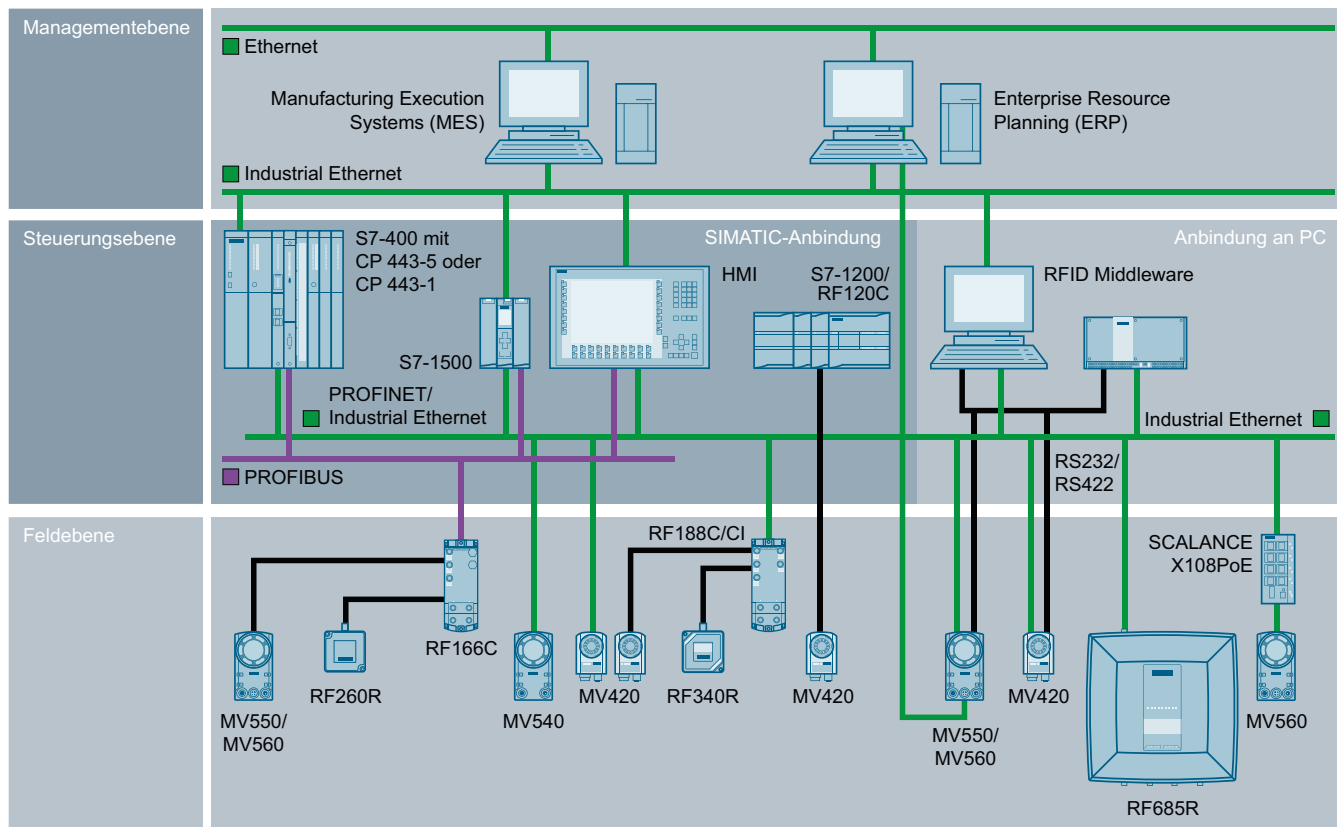 Managementebene
Ethernet
Manufacturing Execution
Systems (MES)
Enterprise Resource
Planning (ERP)
Industrial Ethernet
Steuerungsebene
S7-400 mit
CP 443-5 oder
CP 443-1
SIMATIC-Anbindung
Anbindung an PC
HMI
S7-1200/
RF120C
RFID Middleware
S7-1500
PROFINET/
Industrial Ethernet
Industrial Ethernet
PROFIBUS
RS232/
RS422
Feldebene
RF188C/CI
SCALANCE
X108PoE
RF166C
MV550/
MV560
RF260R
MV540
MV420
RF340R
MV420
MV550/
MV560
MV420
RF685R
MV560